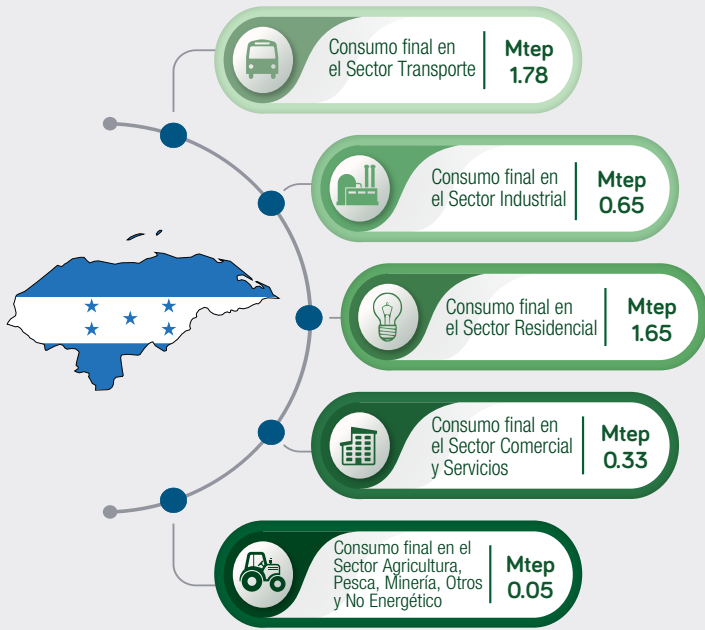 Consumo final en
el Sector Transporte
Mtep
1.78
Consumo final en
el Sector Industrial
Mtep
0.65
Consumo final en
el Sector Residencial
Mtep
1.65
Consumo final en
el Sector Comercial
y Servicios
Mtep
0.33
Consumo final en el
Sector Agricultura,
Pesca, Minería, Otros
y No Energético
Mtep
0.05